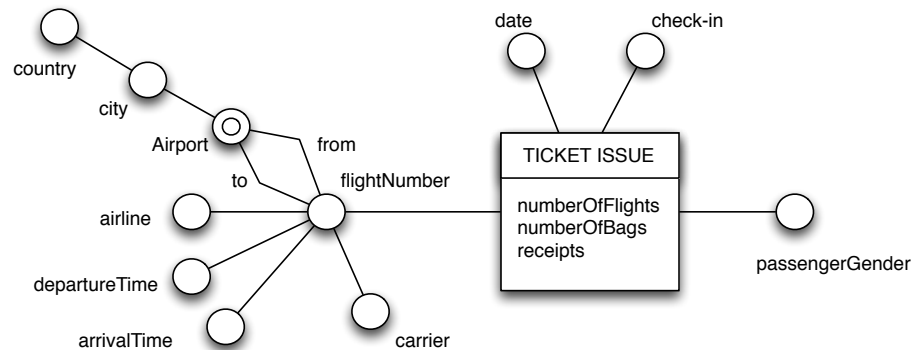 date
check-in
country
city
Airport
from
to
flightNumber
TICKET ISSUE
numberOfFlights
numberOfBags
receipts
airline
passengerGender
departureTime
arrivalTime
carrier